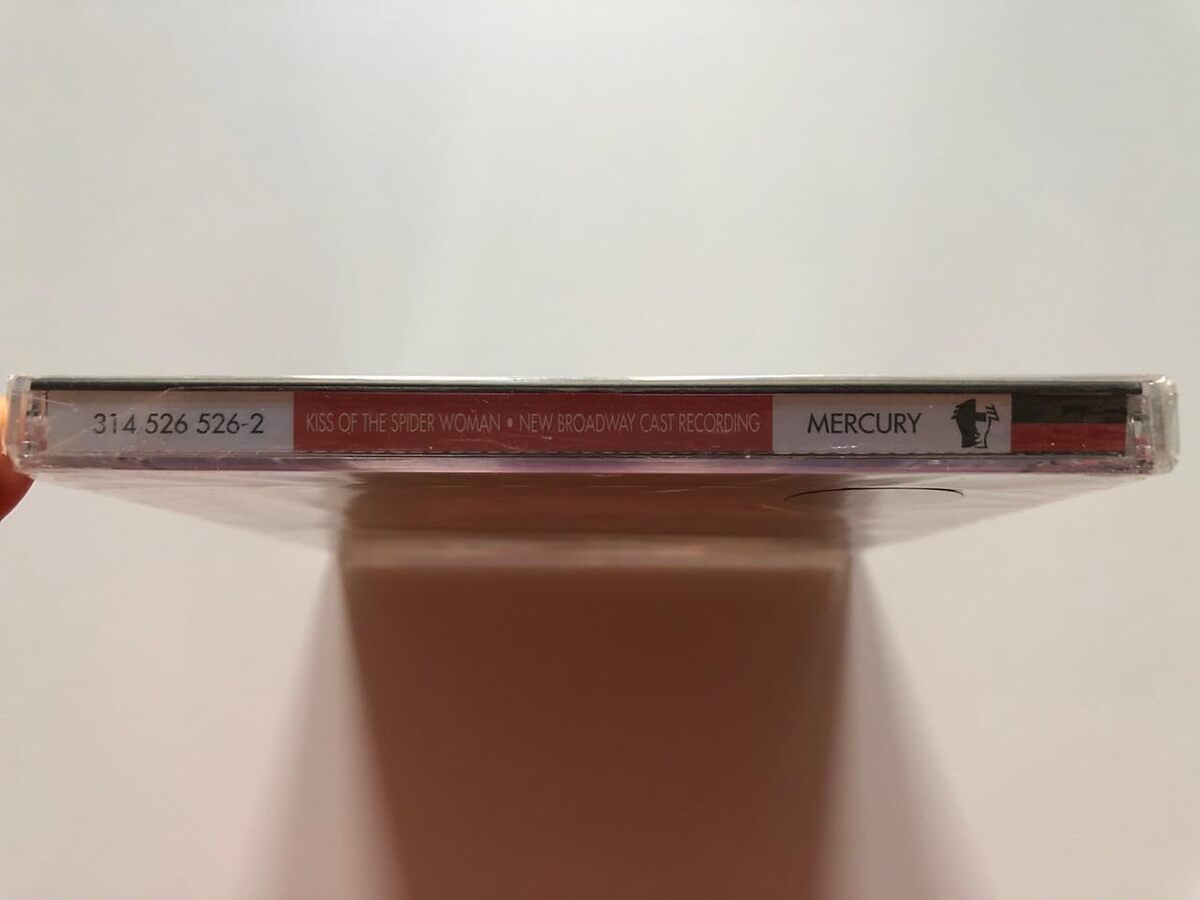 314 526 526-2 KISS OF THE SPIDER WOMAN • NEW BROADWAY CAST RECORDING MERCURY